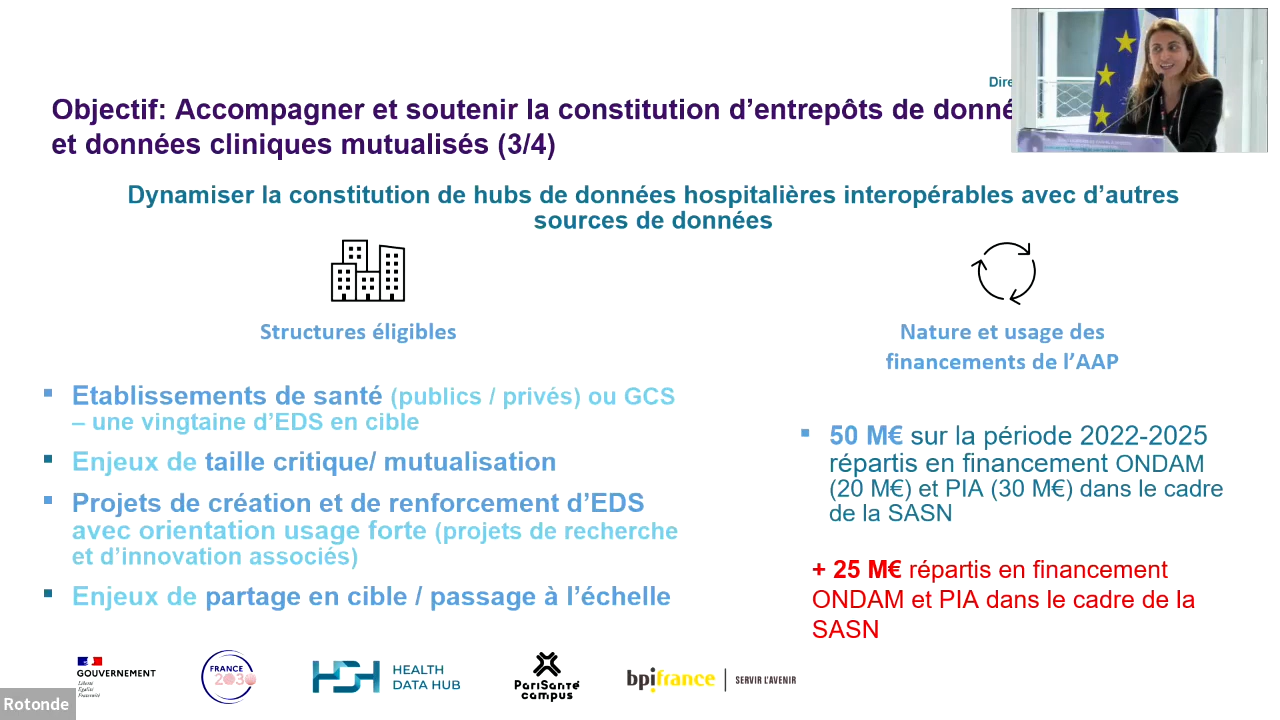 Objectif: Accompagner et soutenir la constitution d’entrepôts de donné
et données cliniques mutualisés (3/4)
Dynamiser la constitution de hubs de données hospitalières interopérables avec d’autres
sources de données
Structures éligibles
Etablissements de santé (publics / privés) ou GCS
– une vingtaine d’EDS en cible
Enjeux de taille critique/ mutualisation
Projets de création et de renforcement d’EDS
avec orientation usage forte (projets de recherche
et d’innovation associés)
Enjeux de partage en cible / passage à l’échelle
Nature et usage des
financements de l’AAP
50 M€ sur la période 2022-2025
répartis en financement ONDAM
(20 M€) et PIA (30 M€) dans le cadre
de la SASN
+ 25 M€ répartis en financement
ONDAM et PIA dans le cadre de la
SASN
GOUVERNEMENT
Liberté
Égalité
Fraternité
FRANCE
2030
HEALTH
DATA HUB
PariSanté
campus
bpifrance
SERVIR L’AVENIR
Rotonde